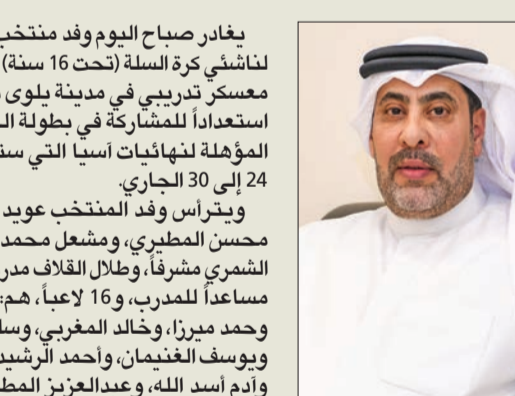 يغادر صباح اليوم وفد منتخب
لناشئي كرة السلة (تحت 16 سنة)
معسكر تدريبي في مدينة يلوى
استعداداً للمشاركة في بطولة
المؤهلة لنهائيات آسيا التي
24 إلى 30 الجاري.
ويترأس وفد المنتخب عويد
محسن المطيري، ومشعل محمد
الشمري مشرفاً، وطلال القلاف
مساعداً للمدرب، و16 لاعباً، هم:
وحمد ميرزا، وخالد المغربي،
ويوسف الغنيمان، وأحمد الرشيد
وآدم أسد الله، وعبدالعزيز